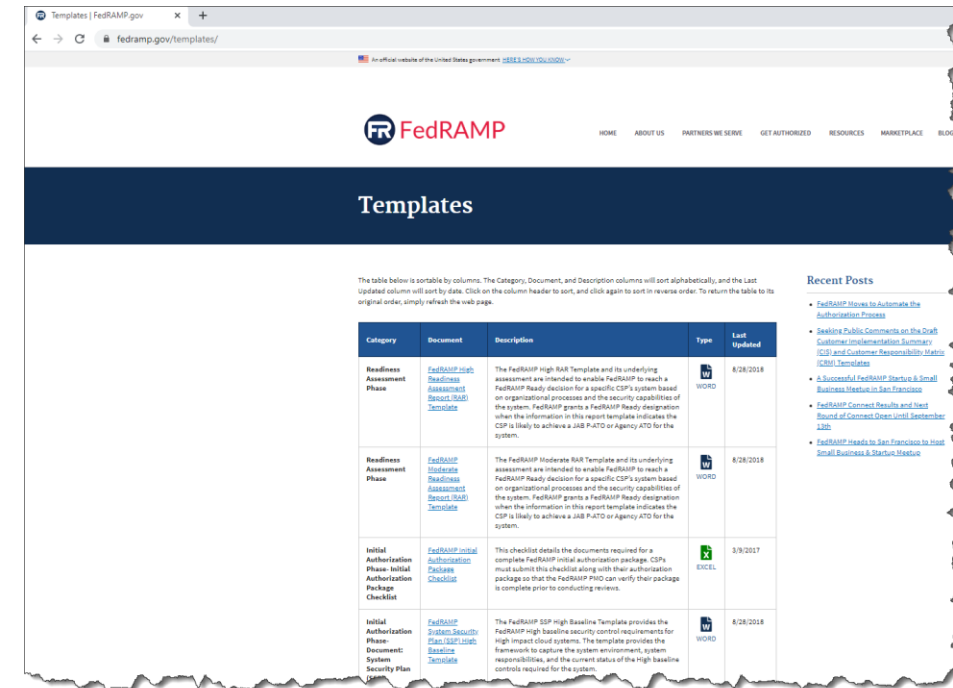 Templates | FedRAMP.gov
fedramp.gov/templates/
An official website of the United States government HERE'S HOW YOU KNOW
FR FedRAMP
HOME ABOUT US PARTNERS WE SERVE GET AUTHORIZED RESOURCES MARKETPLACE BLOG
Templates
The table below is sortable by columns. The Category, Document, and Description columns will sort alphabetically, and the Last
Updated column will sort by date. Click on the column header to sort, and click again to sort in reverse order. To return the table to its
original order, simply refresh the web page.
Category Document Description Type Last
Updated
Readiness
Assessment
Phase
FedRAMP High
Readiness
Assessment
Report (RAR)
Template
The FedRAMP High RAR Template and its underlying
assessment are intended to enable FedRAMP to reach a
FedRAMP Ready decision for a specific CSP's system based
on organizational processes and the security capabilities of
the system. FedRAMP grants a FedRAMP Ready designation
when the information in this report template indicates the
CSP is likely to achieve a JAB P-ATO or Agency ATO for the
system.
W
WORD
8/28/2018
Readiness
Assessment
Phase
FedRAMP
Moderate
Readiness
Assessment
Report (RAR)
Template
The FedRAMP Moderate RAR Template and its underlying
assessment are intended to enable FedRAMP to reach a
FedRAMP Ready decision for a specific CSP's system based
on organizational processes and the security capabilities of
the system. FedRAMP grants a FedRAMP Ready designation
when the information in this report template indicates the
CSP is likely to achieve a JAB P-ATO or Agency ATO for the
system.
W
WORD
8/28/2018
Initial
Authorization
Phase- Initial
Authorization
Package
Checklist
FedRAMP Initial
Authorization
Package
Checklist
This checklist details the documents required for a
complete FedRAMP initial authorization package. CSPs
must submit this checklist along with their authorization
package so that the FedRAMP PMO can verify their package
is complete prior to conducting reviews.
X
EXCEL
3/9/2017
Initial
Authorization
Phase-
Document:
System
Security Plan
FedRAMP
System Security
Plan (SSP) High
Baseline
Template
The FedRAMP SSP High Baseline Template provides the
FedRAMP High baseline security control requirements for
High impact cloud systems. The template provides the
framework to capture the system environment, system
responsibilities, and the current status of the High baseline
controls required for the system.
W
WORD
8/28/2018
Recent Posts
FedRAMP Moves to Automate the
Authorization Process
Seeking Public Comments on the Draft
Customer Implementation Summary
(CIS) and Customer Responsibility Matrix
(CRM) Templates
A Successful FedRAMP Startup & Small
Business Meetup in San Francisco
FedRAMP Connect Results and Next
Round of Connect Open Until September
13th
FedRAMP Heads to San Francisco to Host
Small Business & Startup Meetup